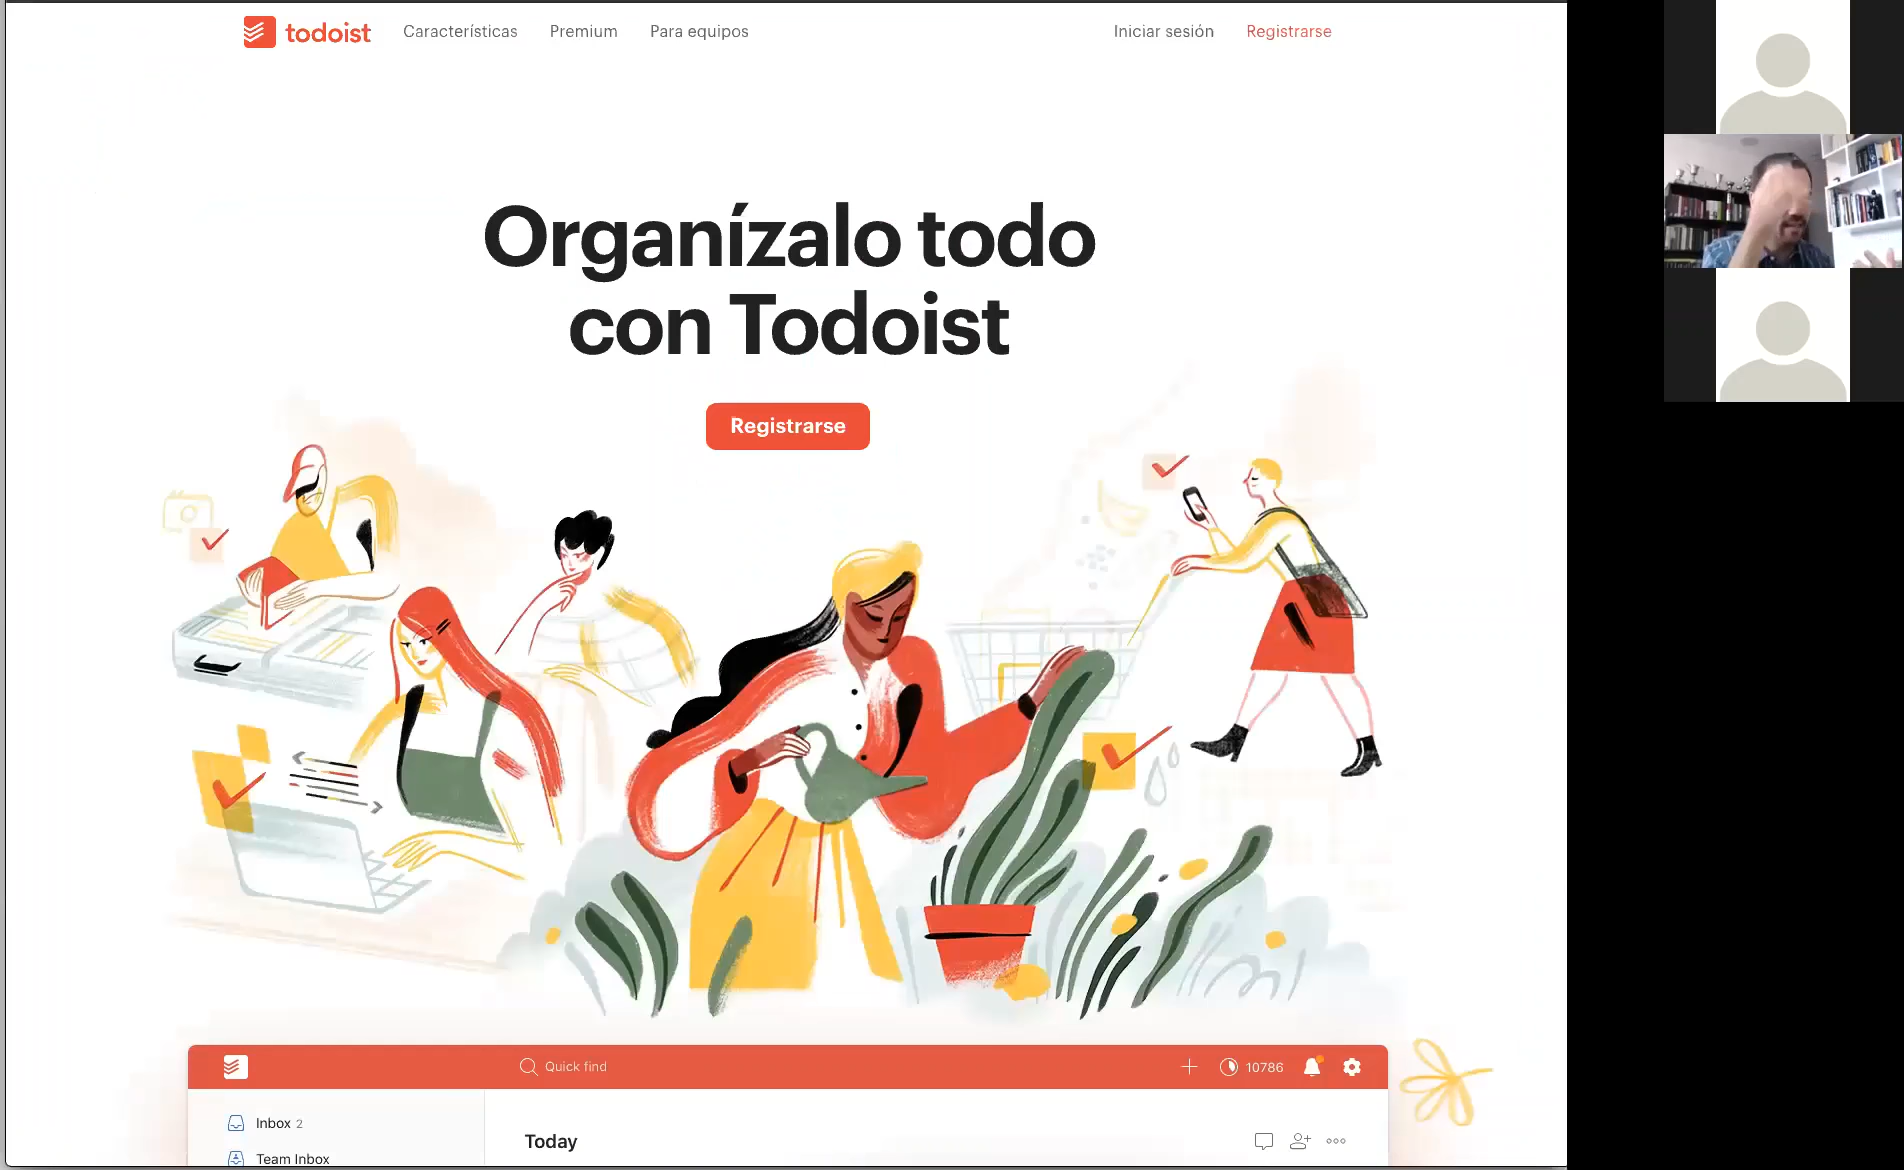 todoist
Características
Premium
Para equipos
Iniciar sesión
Registrarse
Organízalo todo
con Todoist
Registrarse
Quick find
10786
Inbox 2
Today
Team Inbox